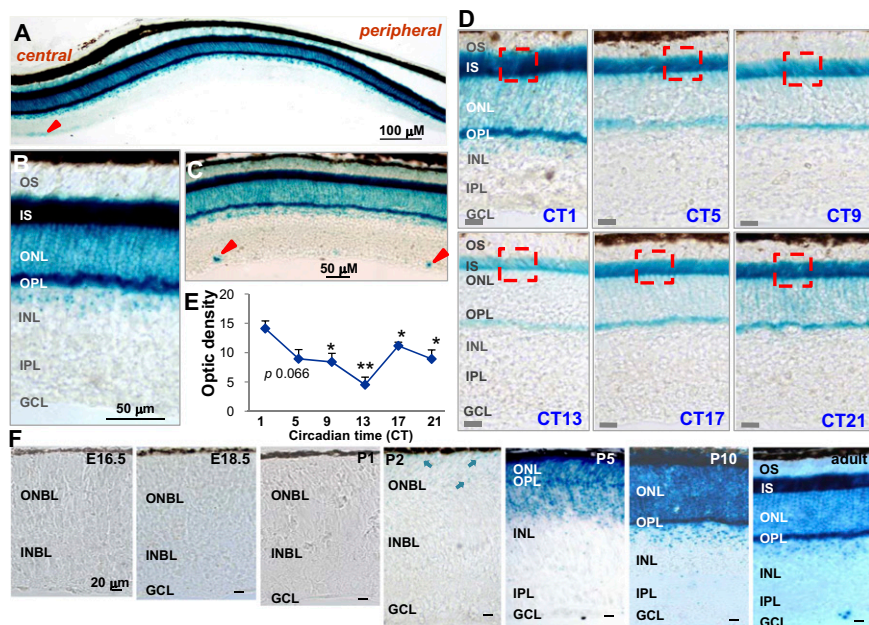 A
central
peripheral
100 µM
B
OS
IS
ONL
OPL
INL
IPL
GCL
50 µm
C
50 µM
D
OS
IS
ONL
OPL
INL
IPL
GCL
CT1
CT5
CT9
OS
IS
ONL
OPL
INL
IPL
GCL
CT13
CT17
CT21
E
Optic density
20
15
10
5
0
p 0.066
*
**
*
*
1 5 9 13 17 21
Circadian time (CT)
F
E16.5
ONBL
INBL
20 µm
GCL
E18.5
ONBL
INBL
GCL
P1
ONBL
INBL
GCL
P2
ONBL
INBL
GCL
P5
ONL
OPL
INL
IPL
GCL
P10
ONL
OPL
INL
IPL
GCL
adult
OS
IS
ONL
OPL
INL
IPL
GCL